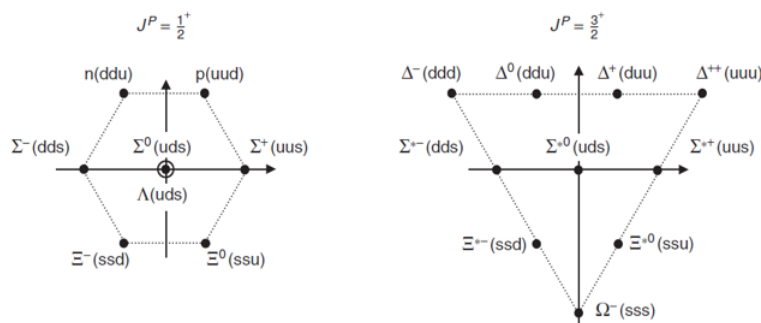 J^P = 1/2^+
n(ddu) p(uud)
Σ⁻(dds) Σ⁰(uds) Σ⁺(uus)
Λ(uds)
Ξ⁻(ssd) Ξ⁰(ssu)
J^P = 3/2^+
Δ⁻(ddd) Δ⁰(ddu) Δ⁺(duu) Δ⁺⁺(uuu)
Σ*⁻(dds) Σ*⁰(uds) Σ*⁺(uus)
Ξ*⁻(ssd) Ξ*⁰(ssu)
Ω⁻(sss)